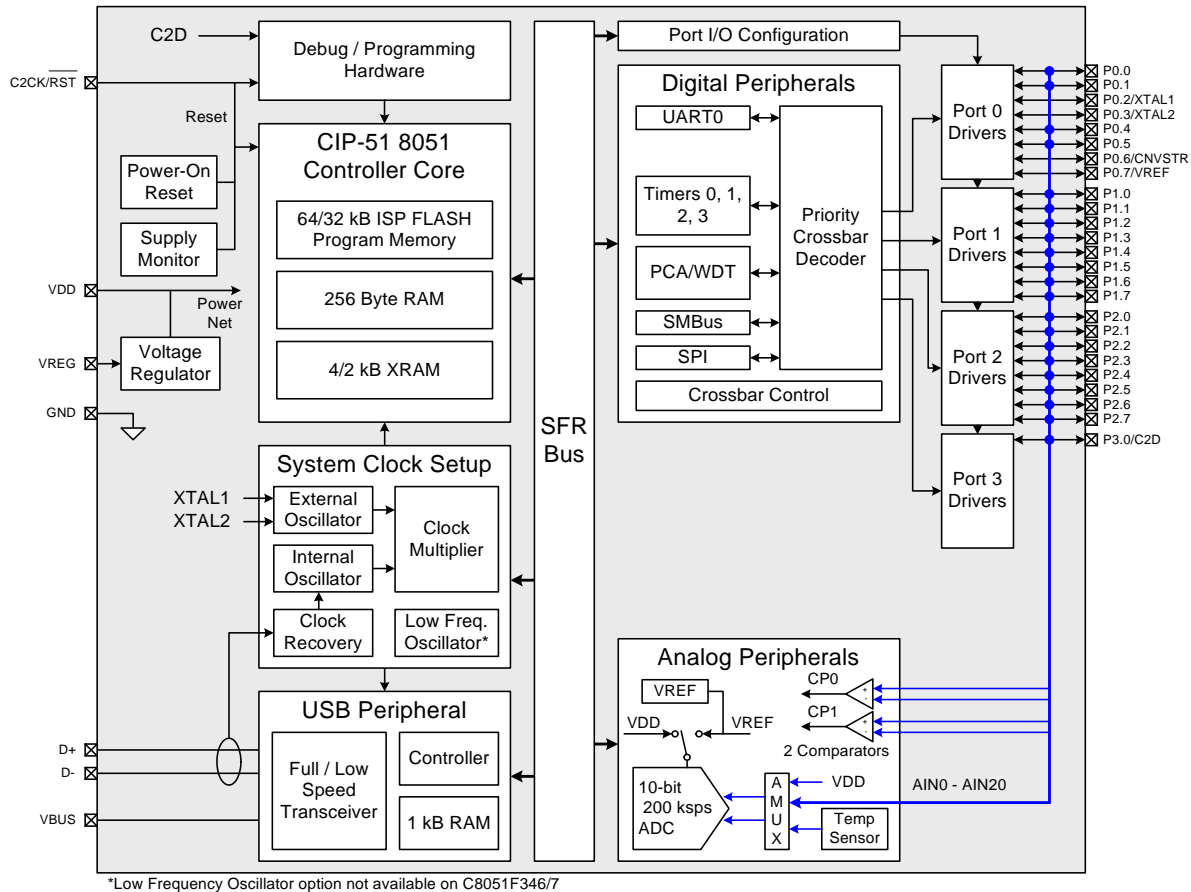 C2D
C2CK/RST
Debug / Programming
Hardware
Reset
Power-On
Reset
Supply
Monitor
VDD
Power
Net
VREG
Voltage
Regulator
GND
CIP-51 8051
Controller Core
64/32 kB ISP FLASH
Program Memory
256 Byte RAM
4/2 kB XRAM
System Clock Setup
XTAL1
XTAL2
External
Oscillator
Internal
Oscillator
Clock
Recovery
Clock
Multiplier
Low Freq.
Oscillator*
USB Peripheral
D+
D-
VBUS
Full / Low
Speed
Transceiver
Controller
1 kB RAM
SFR
Bus
Port I/O Configuration
Digital Peripherals
UART0
Timers 0, 1,
2, 3
PCA/WDT
SMBus
SPI
Priority
Crossbar
Decoder
Crossbar Control
Port 0
Drivers
Port 1
Drivers
Port 2
Drivers
Port 3
Drivers
P0.0
P0.1
P0.2/XTAL1
P0.3/XTAL2
P0.4
P0.5
P0.6/CNVSTR
P0.7/VREF
P1.0
P1.1
P1.2
P1.3
P1.4
P1.5
P1.6
P1.7
P2.0
P2.1
P2.2
P2.3
P2.4
P2.5
P2.6
P2.7
P3.0/C2D
Analog Peripherals
VREF
VDD
VREF
CP0
+
-
CP1
+
-
2 Comparators
10-bit
200 ksps
ADC
A
M
U
X
VDD
Temp
Sensor
AIN0 - AIN20
*Low Frequency Oscillator option not available on C8051F346/7